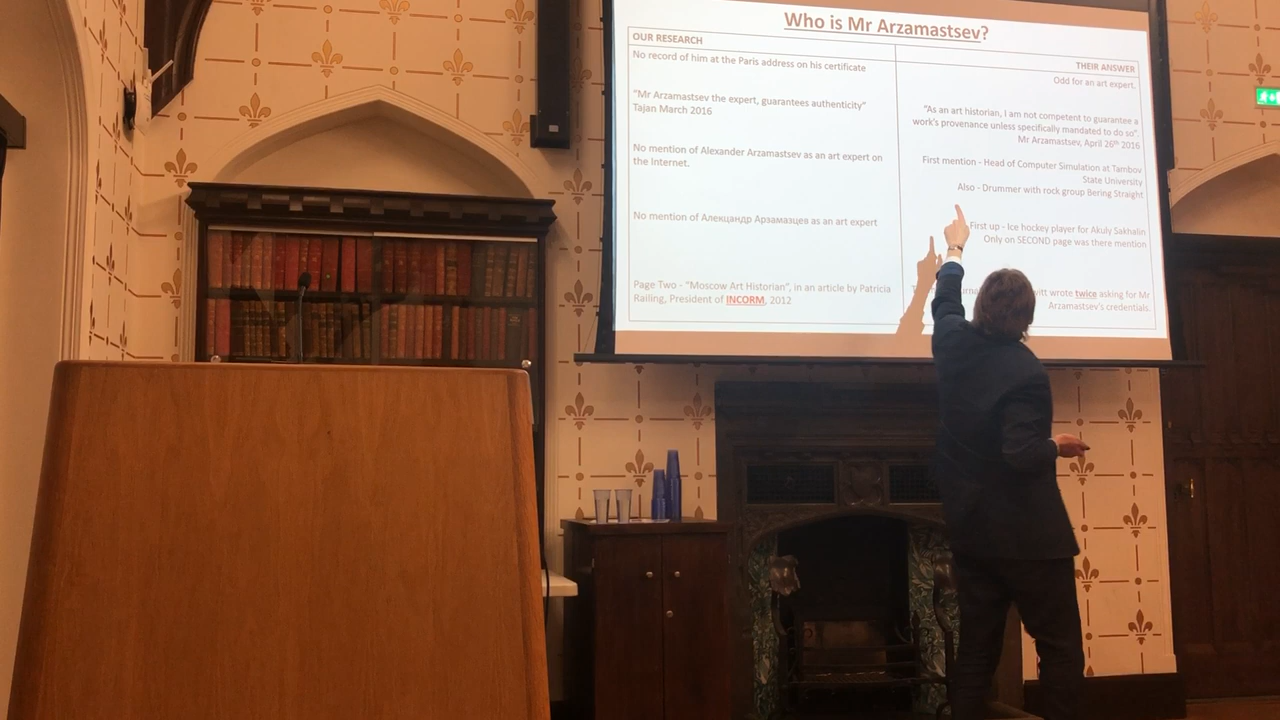 Who is Mr Arzamastsev?
OUR RESEARCH
THEIR ANSWER
No record of him at the Paris address on his certificate
Odd for an art expert.
"Mr Arzamastsev the expert, guarantees authenticity"
Tajan March 2016
"As an art historian, I am not competent to guarantee a
work's provenance unless specifically mandated to do so".
Mr Arzamastsev, April 26th 2016
No mention of Alexander Arzamastsev as an art expert on
the Internet.
First mention - Head of Computer Simulation at Tambov
State University
Also - Drummer with rock group Bering Straight
No mention of Алекцандр Арзамазцев as an art expert
First up - Ice hockey player for Akuly Sakhalin
Only on SECOND page was there mention
Page Two - "Moscow Art Historian", in an article by Patricia
Railing, President of INCORM, 2012
wrote twice asking for Mr
Arzamastsev's credentials.